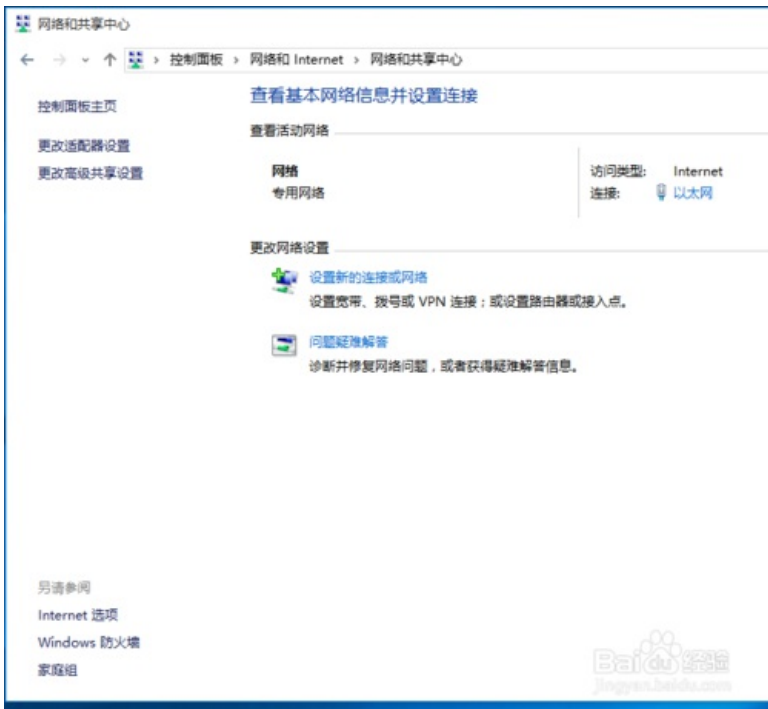 网络和共享中心
控制面板 › 网络和 Internet › 网络和共享中心
控制面板主页
更改适配器设置
更改高级共享设置
查看基本网络信息并设置连接
查看活动网络
网络
专用网络
访问类型: Internet
连接: 以太网
更改网络设置
设置新的连接或网络
设置宽带、拨号或 VPN 连接；或设置路由器或接入点。
问题疑难解答
诊断并修复网络问题，或者获得疑难解答信息。
另请参阅
Internet 选项
Windows 防火墙
家庭组
Baidu 经验
jingyan.baidu.com